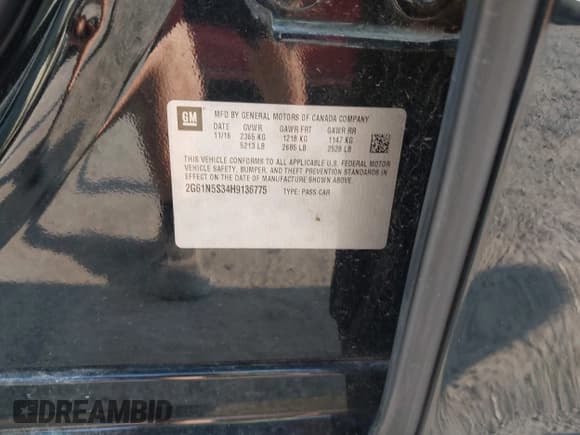 GM
MFD BY GENERAL MOTORS OF CANADA COMPANY
DATE GVWR GAWR FRT GAWR RR
11/16 2365 KG 1218 KG 1147 KG
5213 LB 2685 LB 2528 LB
THIS VEHICLE CONFORMS TO ALL APPLICABLE U.S. FEDERAL MOTOR
VEHICLE SAFETY, BUMPER, AND THEFT PREVENTION STANDARDS IN
EFFECT ON THE DATE OF MANUFACTURE SHOWN ABOVE.
2G61N5S34H9136775 TYPE: PASS CAR
DREAMBID